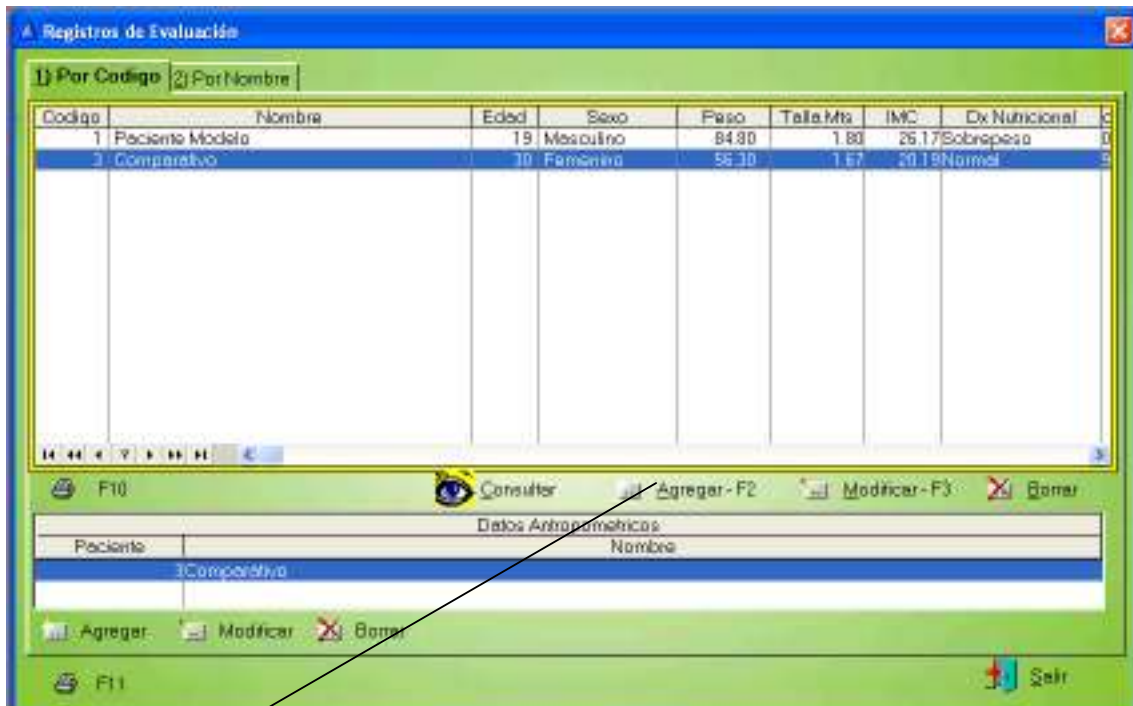 Registros de Evaluación
1) Por Codigo 2) Por Nombre
Codigo Nombre Edad Sexo Peso Talla Mts IMC Dx Nutricional
1 Paciente Modelo 19 Masculino 84.80 1.80 26.17 Sobrepeso
3 Comparativo 30 Femenino 56.30 1.67 20.19 Normal
F10 Consultar Agregar - F2 Modificar - F3 Borrar
Datos Antropometricos
Paciente Nombre
3 Comparativo
Agregar Modificar Borrar
F11 Salir